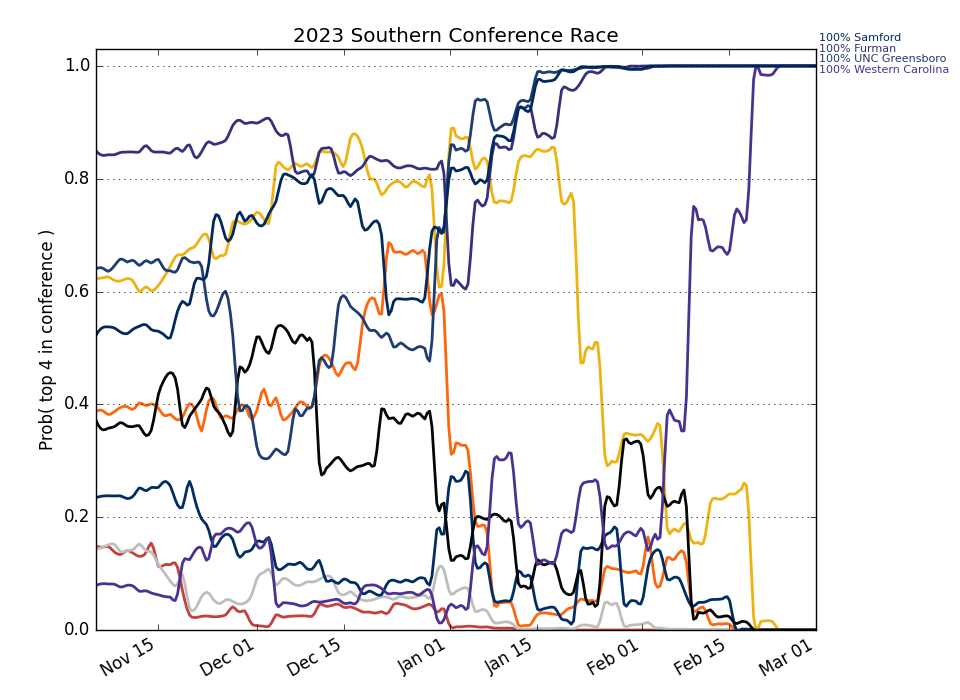 2023 Southern Conference Race
100% Samford
100% Furman
100% UNC Greensboro
100% Western Carolina
Prob( top 4 in conference )
1.0
0.8
0.6
0.4
0.2
0.0
Nov 15
Dec 01
Dec 15
Jan 01
Jan 15
Feb 01
Feb 15
Mar 01